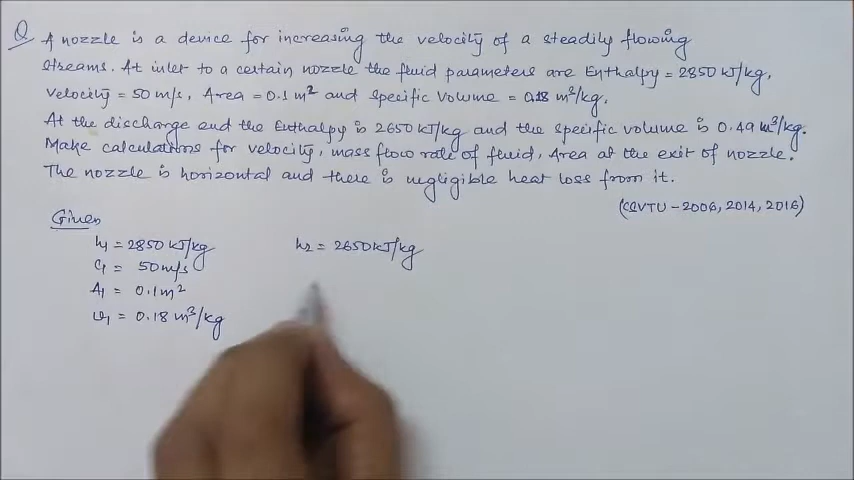 Q A nozzle is a device for increasing the velocity of a steadily flowing
streams. At inlet to a certain nozzle the fluid parameters are Enthalpy = 2850 kJ/kg,
velocity = 50 m/s, Area = 0.1 m² and specific volume = 0.18 m³/kg.
At the discharge end the Enthalpy is 2650 kJ/kg and the specific volume is 0.49 m³/kg.
Make calculations for velocity, mass flow rate of fluid, Area at the exit of nozzle.
The nozzle is horizontal and there is negligible heat loss from it.
(CSVTU - 2006, 2014, 2016)
Given
h₁ = 2850 kJ/kg h₂ = 2650 kJ/kg
C₁ = 50 m/s
A₁ = 0.1 m²
v₁ = 0.18 m³/kg